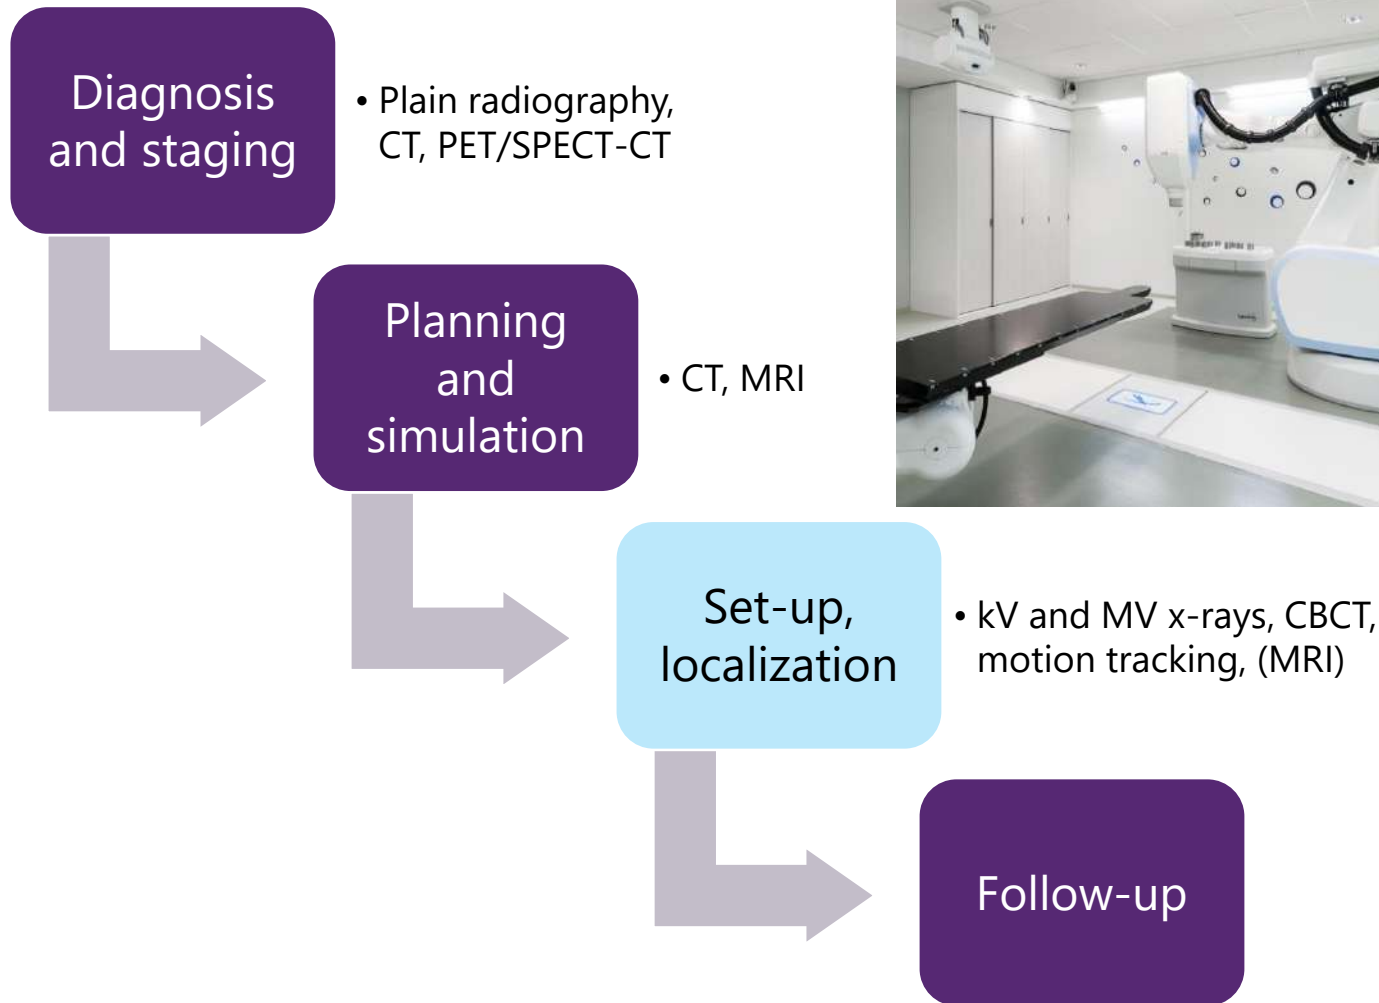 Diagnosis
and staging
• Plain radiography,
CT, PET/SPECT-CT
Planning
and
simulation
• CT, MRI
Set-up,
localization
• kV and MV x-rays, CBCT,
motion tracking, (MRI)
Follow-up